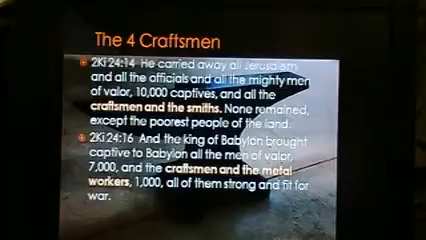 The 4 Craftsmen
2Ki 24:14 He carried away all Jerusalem
and all the officials and all the mighty men
of valor, 10,000 captives, and all the
craftsmen and the smiths. None remained,
except the poorest people of the land.
2Ki 24:16 And the king of Babylon brought
captive to Babylon all the men of valor,
7,000, and the craftsmen and the metal
workers, 1,000, all of them strong and fit for
war.